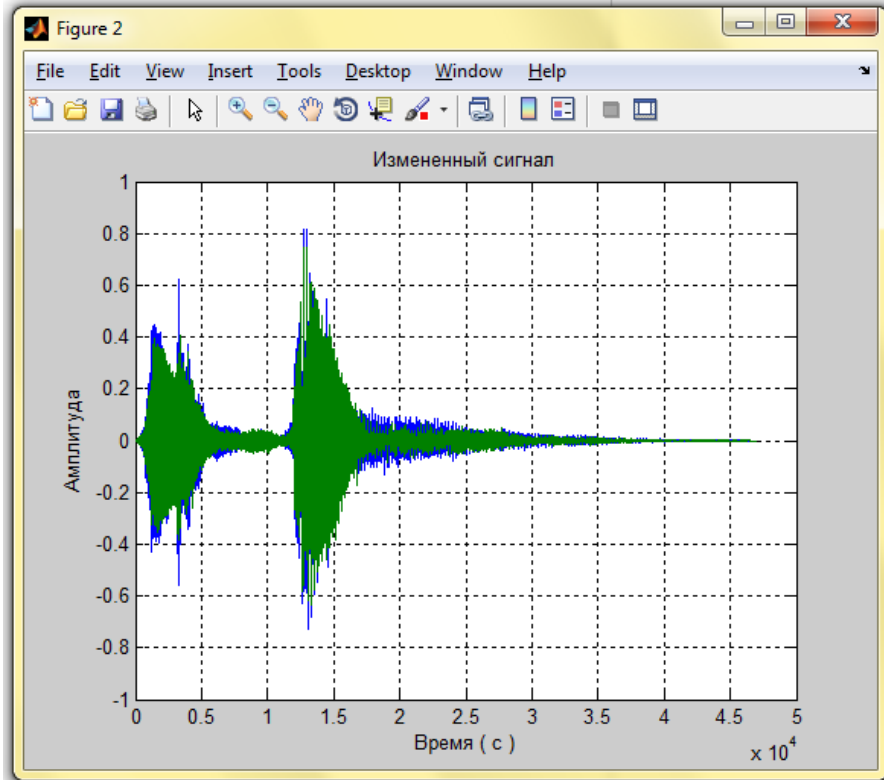 Figure 2
File Edit View Insert Tools Desktop Window Help
Измененный сигнал
1
0.8
0.6
0.4
0.2
0
-0.2
-0.4
-0.6
-0.8
-1
Амплитуда
0 0.5 1 1.5 2 2.5 3 3.5 4 4.5 5
Время ( с )
x 10^4